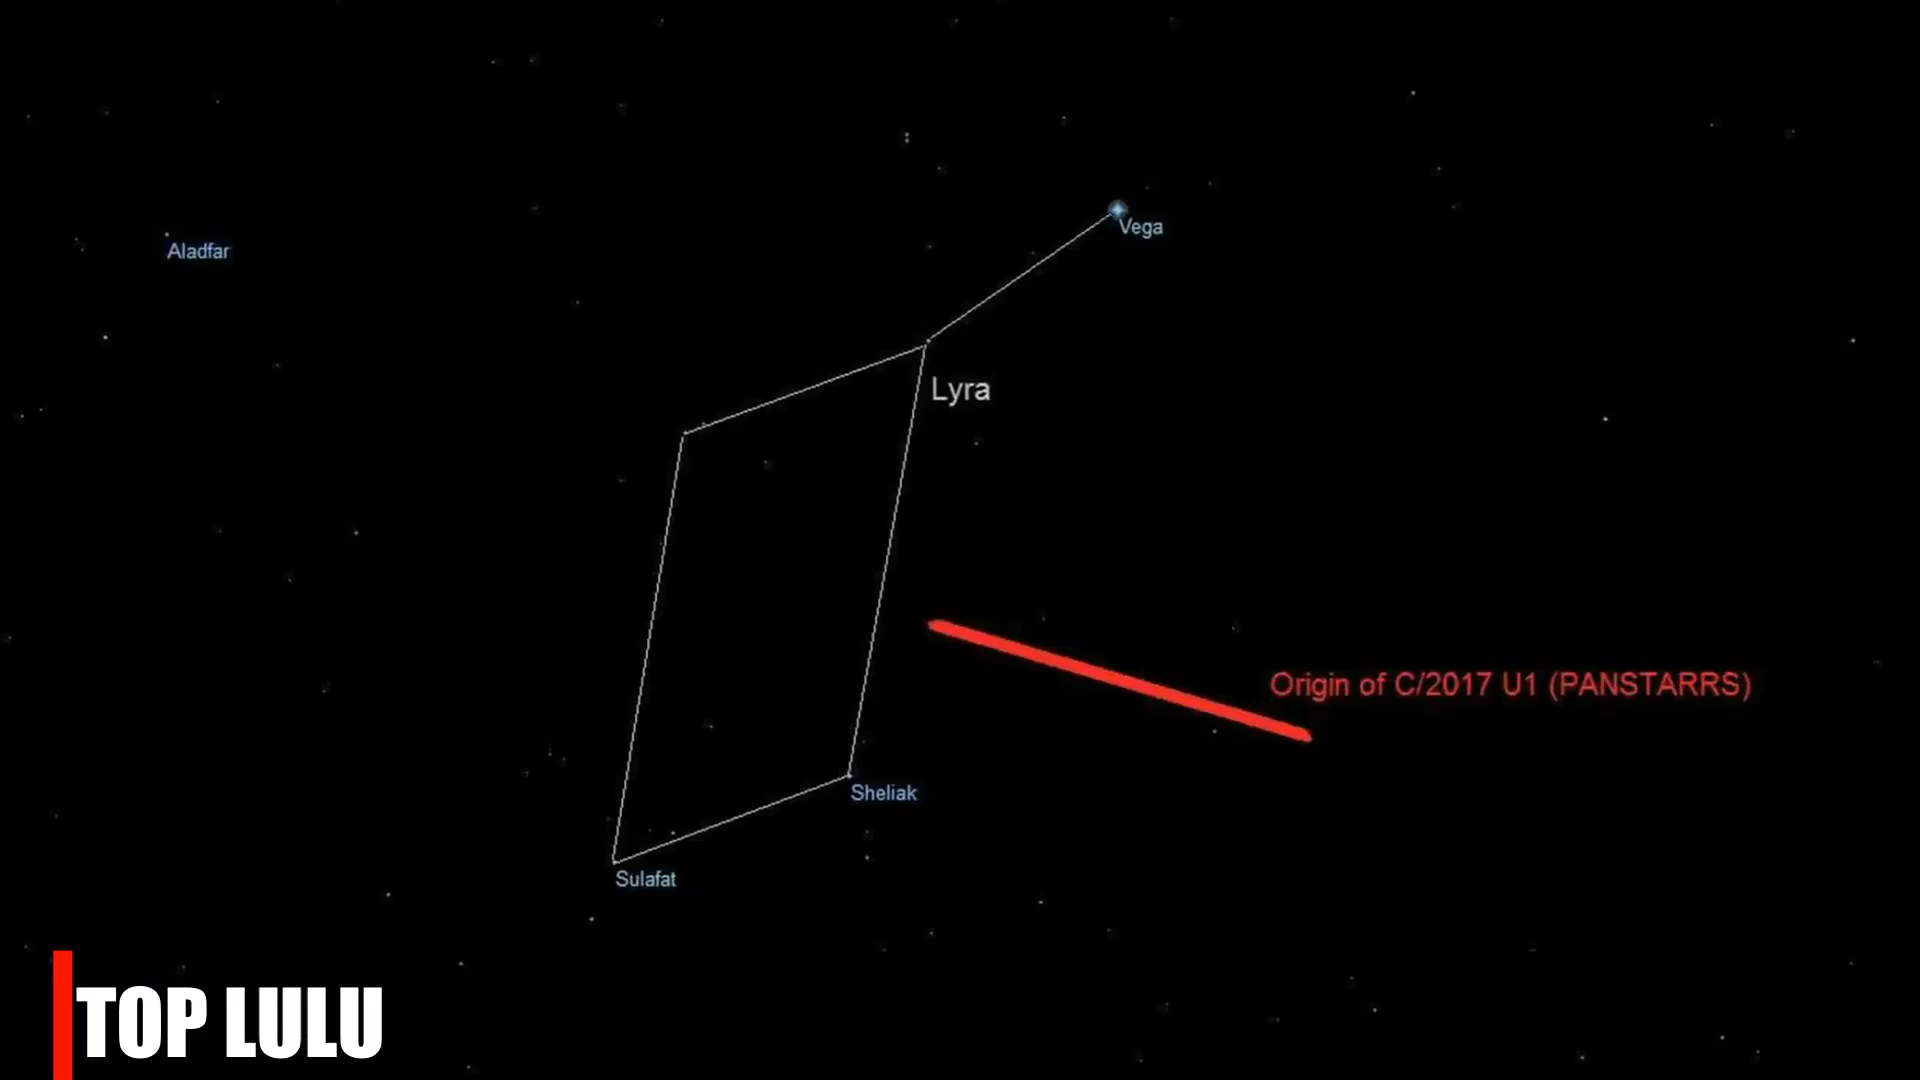 Vega
Aladfar
Lyra
Origin of C/2017 U1 (PANSTARRS)
Sheliak
Sulafat
TOP LULU